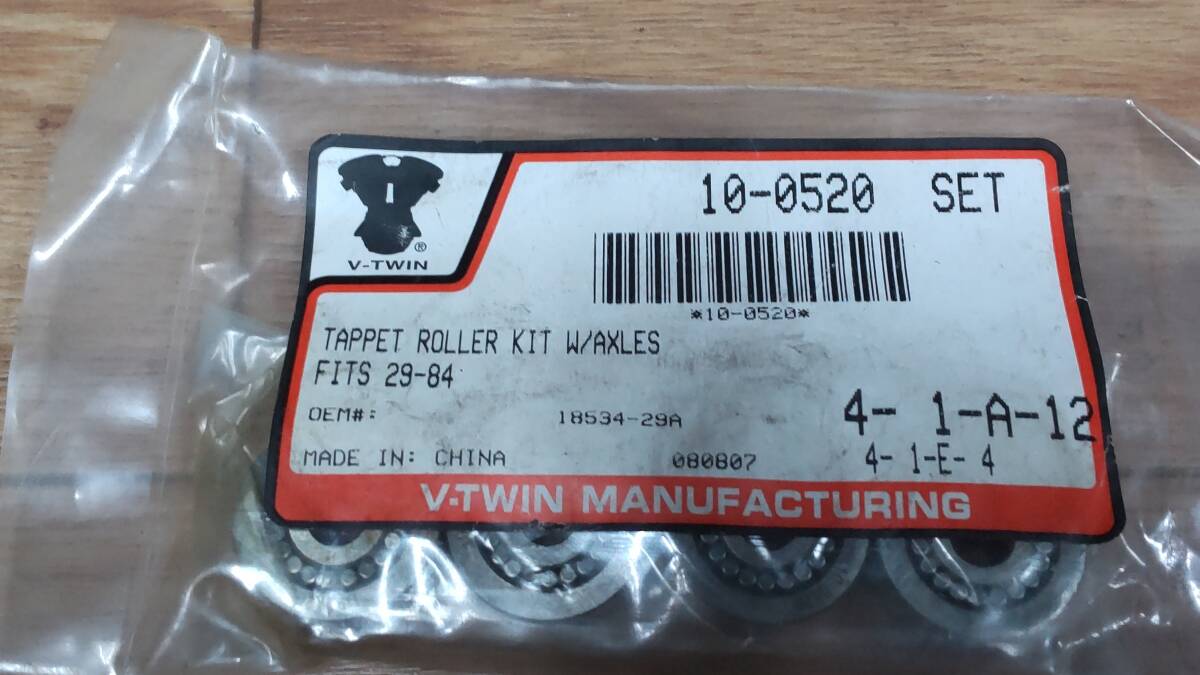 10-0520 SET
®
V-TWIN
*10-0520*
TAPPET ROLLER KIT W/AXLES
FITS 29-84
OEM#: 18534-29A
4- 1-A-12
MADE IN: CHINA 080807 4- 1-E- 4
V-TWIN MANUFACTURING